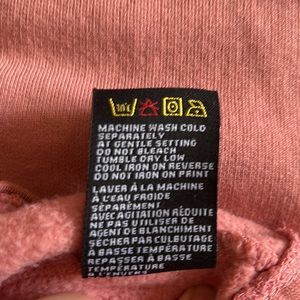 30°C
MACHINE WASH COLD
SEPARATELY
AT GENTLE SETTING
DO NOT BLEACH
TUMBLE DRY LOW
COOL IRON ON REVERSE
DO NOT IRON ON PRINT
LAVER À LA MACHINE
À L'EAU FROIDE
SÉPARÉMENT
AVEC AGITATION RÉDUITE
NE PAS UTILISER DE
AGENT DE BLANCHIMENT
SÉCHER PAR CULBUTAGE
À BASSE TEMPÉRATURE
REPASSER À BASSE
TEMPÉRATURE
À L'ENVERS